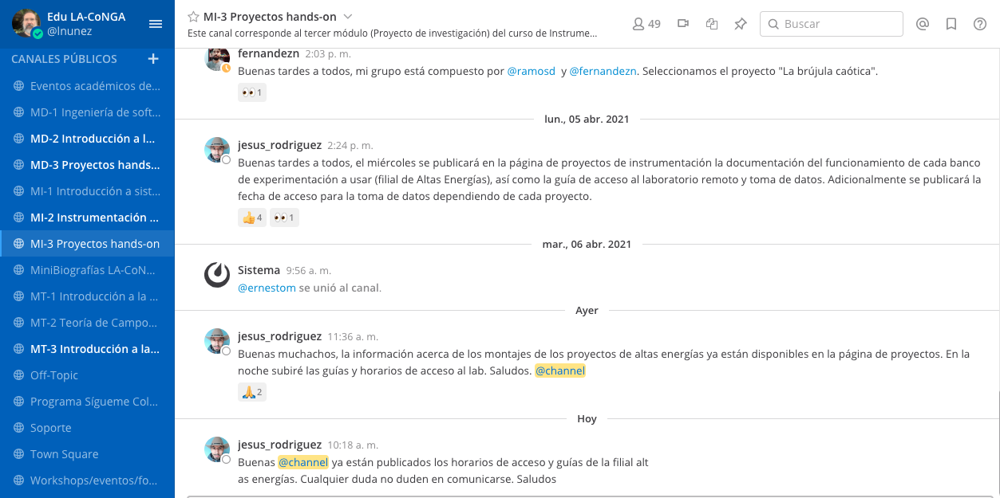 Edu LA-CoNGA
@lnunez
CANALES PÚBLICOS +
Eventos académicos de...
MD-1 Ingeniería de soft...
MD-2 Introducción a l...
MD-3 Proyectos hands...
MI-1 Introducción a sist...
MI-2 Instrumentación ...
MI-3 Proyectos hands-on
MiniBiografías LA-CoN...
MT-1 Introducción a la ...
MT-2 Teoría de Campo...
MT-3 Introducción a la...
Off-Topic
Programa Sígueme Col...
Soporte
Town Square
Workshops/eventos/fo...
MI-3 Proyectos hands-on
Este canal corresponde al tercer módulo (Proyecto de investigación) del curso de Instrume...
49
Buscar
fernandezn 2:03 p. m.
Buenas tardes a todos, mi grupo está compuesto por @ramosd y @fernandezn. Seleccionamos el proyecto "La brújula caótica".
1
lun., 05 abr. 2021
jesus_rodriguez 2:24 p. m.
Buenas tardes a todos, el miércoles se publicará en la página de proyectos de instrumentación la documentación del funcionamiento de cada banco
de experimentación a usar (filial de Altas Energías), así como la guía de acceso al laboratorio remoto y toma de datos. Adicionalmente se publicará la
fecha de acceso para la toma de datos dependiendo de cada proyecto.
4 1
mar., 06 abr. 2021
Sistema 9:56 a. m.
@ernestom se unió al canal.
Ayer
jesus_rodriguez 11:36 a. m.
Buenas muchachos, la información acerca de los montajes de los proyectos de altas energías ya están disponibles en la página de proyectos. En la
noche subiré las guías y horarios de acceso al lab. Saludos. @channel
2
Hoy
jesus_rodriguez 10:18 a. m.
Buenas @channel ya están publicados los horarios de acceso y guías de la filial alt
as energías. Cualquier duda no duden en comunicarse. Saludos